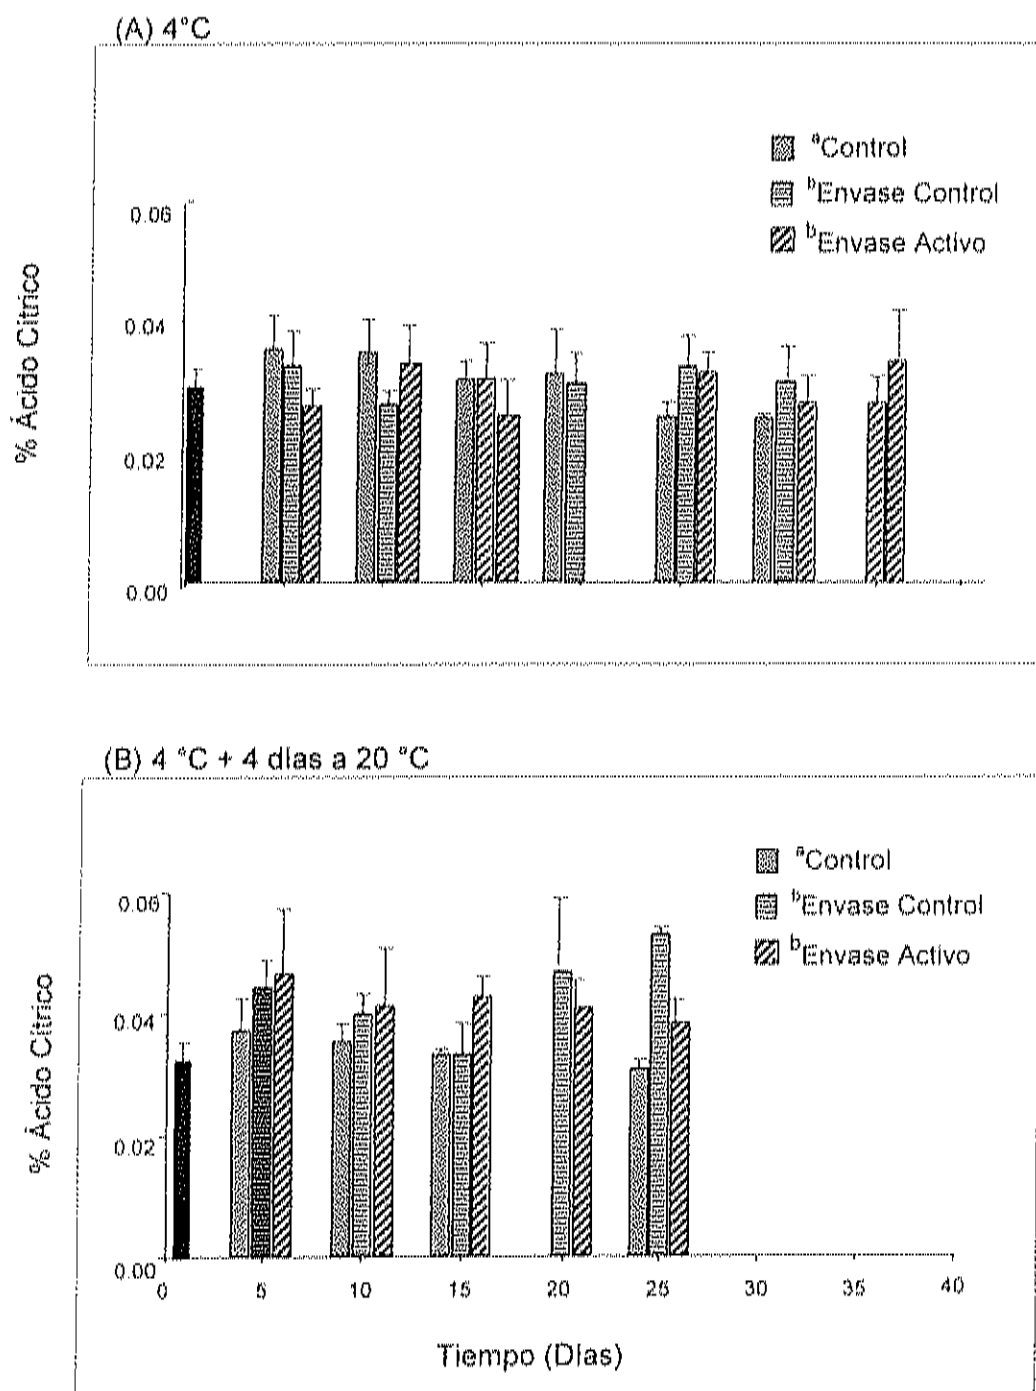 (A) 4°C
ᵃControl
ᵇEnvase Control
ᵇEnvase Activo
0.06
0.04
0.02
0.00
% Ácido Cítrico
(B) 4 °C + 4 días a 20 °C
ᵃControl
ᵇEnvase Control
ᵇEnvase Activo
0.06
0.04
0.02
0.00
% Ácido Cítrico
0 5 10 15 20 25 30 35 40
Tiempo (Días)